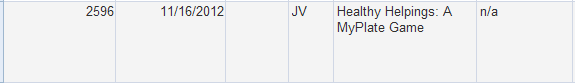 2596 11/16/2012 JV Healthy Helpings: A n/a
MyPlate Game